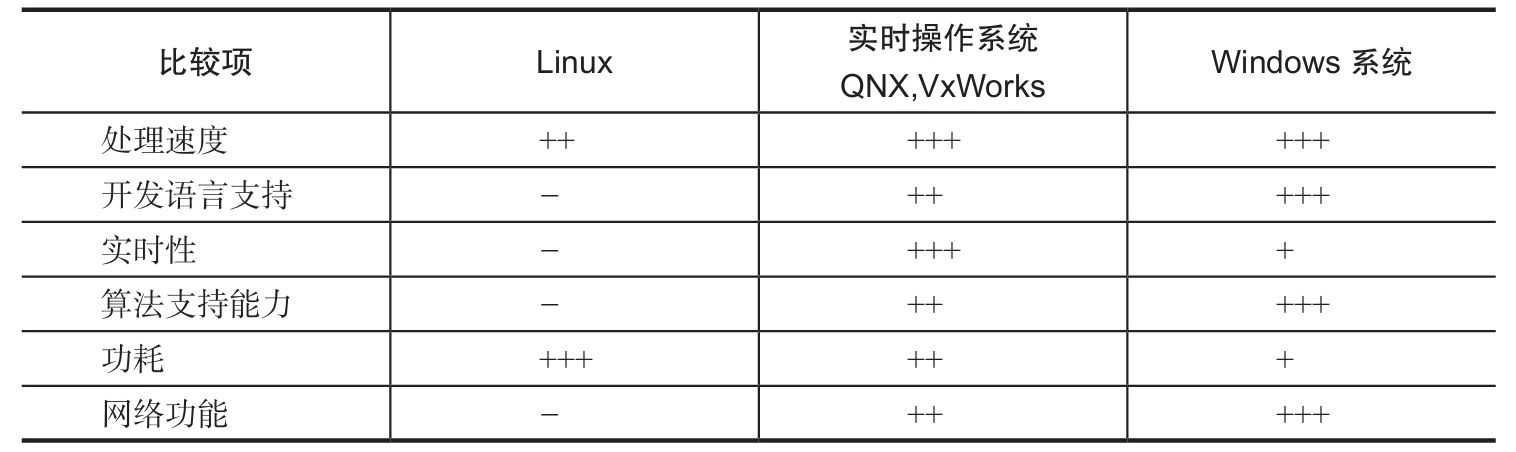 比较项 Linux 实时操作系统 Windows 系统
QNX,VxWorks
处理速度 ++ +++ +++
开发语言支持 − ++ +++
实时性 − +++ +
算法支持能力 − ++ +++
功耗 +++ ++ +
网络功能 − ++ +++